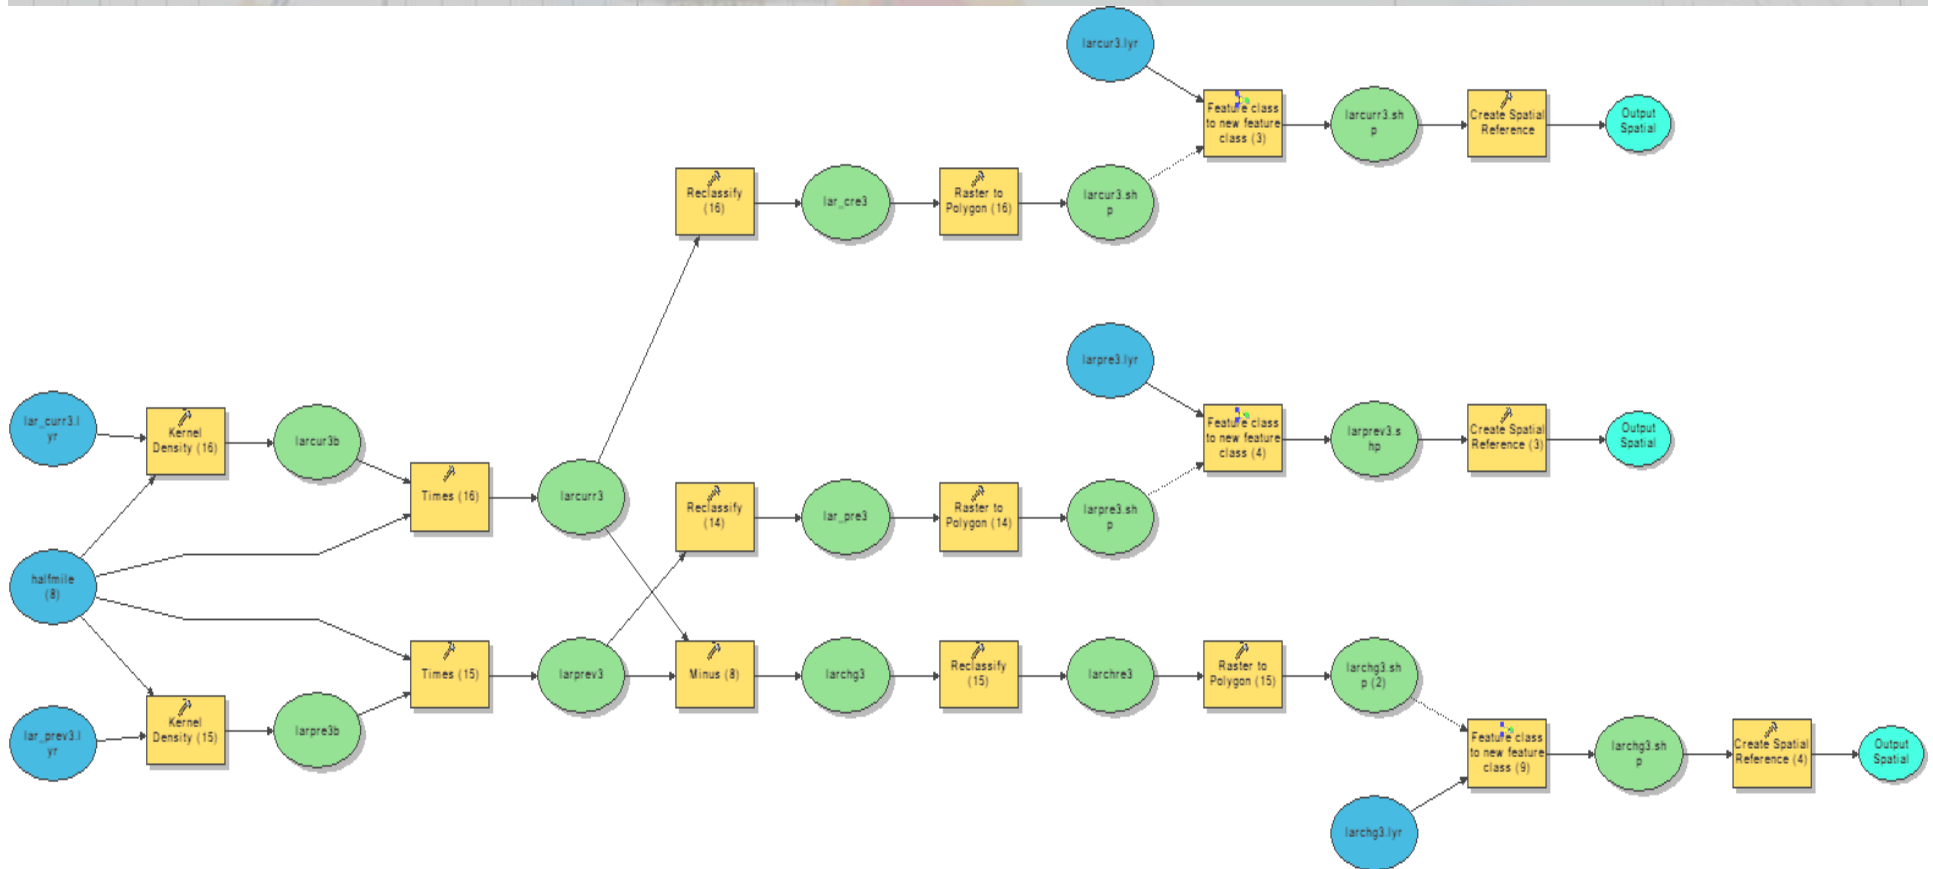 larcur3.lyr
Feature class
to new feature
class (3)
larcurr3.sh
p
Create Spatial
Reference
Output
Spatial
Reclassify
(16)
lar_cre3
Raster to
Polygon (16)
larcur3.sh
p
larpre3.lyr
Feature class
to new feature
class (4)
larprev3.s
hp
Create Spatial
Reference (3)
Output
Spatial
lar_curr3.l
yr
Kernel
Density (16)
larcur3b
Times (16)
larcurr3
Reclassify
(14)
lar_pre3
Raster to
Polygon (14)
larpre3.sh
p
halfmile
(8)
Times (15)
larprev3
Minus (8)
larchg3
Reclassify
(15)
larchre3
Raster to
Polygon (15)
larchg3.sh
p (2)
lar_prev3.l
yr
Kernel
Density (15)
larpre3b
Feature class
to new feature
class (9)
larchg3.sh
p
Create Spatial
Reference (4)
Output
Spatial
larchg3.lyr